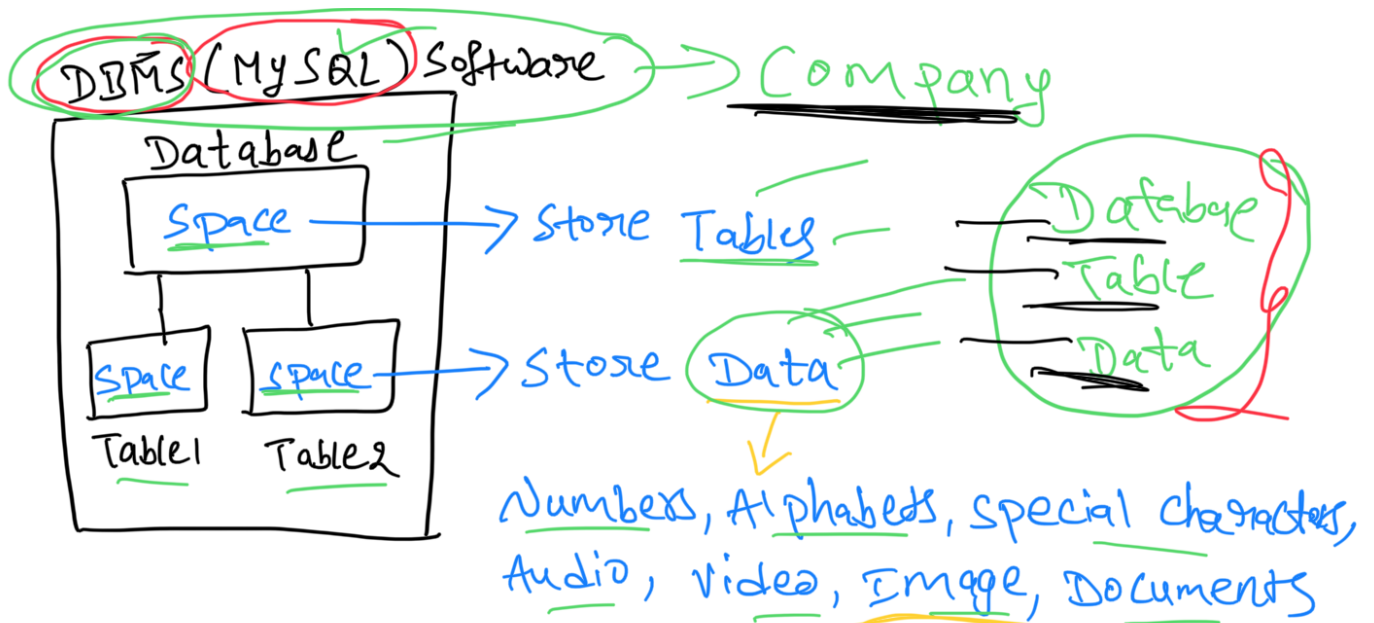 DBMS (MySQL) Software → Company
Database
Space → Store Tables
Space
Space → Store Data
Table1
Table2
Database
Table
Data
Numbers, Alphabets, Special characters,
Audio, Video, Image, Documents